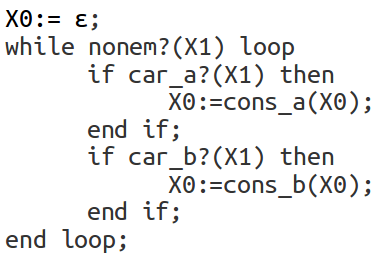 X0:= ε;
while nonem?(X1) loop
      if car_a?(X1) then
            X0:=cons_a(X0);
      end if;
      if car_b?(X1) then
            X0:=cons_b(X0);
      end if;
end loop;